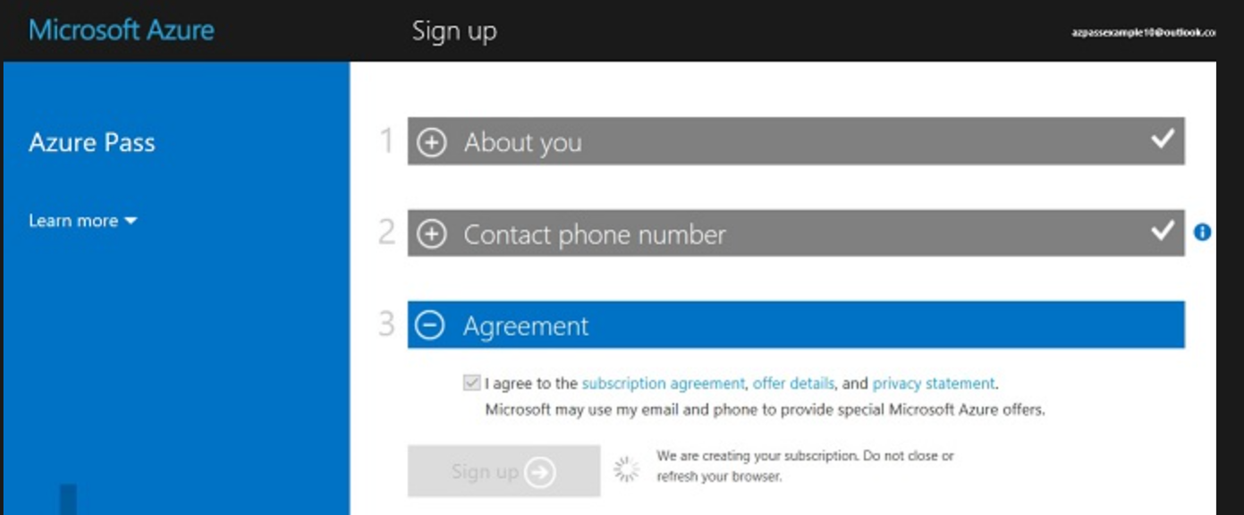 Microsoft Azure
Sign up
azpassexample10@outlook.co
Azure Pass
Learn more
1 About you
2 Contact phone number
3 Agreement
I agree to the subscription agreement, offer details, and privacy statement.
Microsoft may use my email and phone to provide special Microsoft Azure offers.
Sign up
We are creating your subscription. Do not close or
refresh your browser.